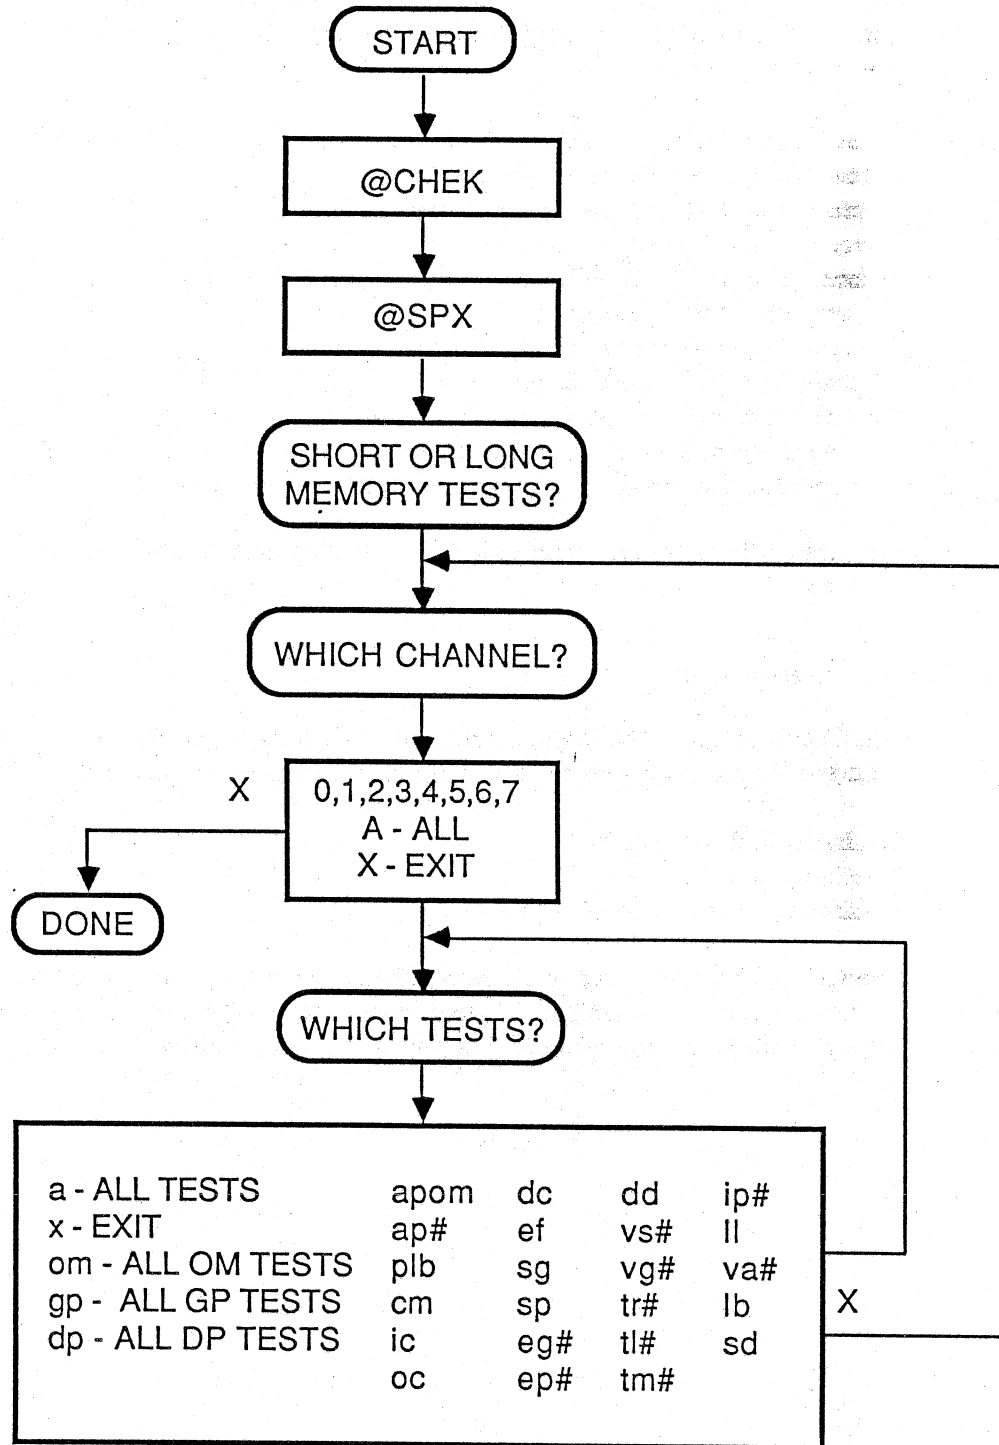 START
@CHEK
@SPX
SHORT OR LONG
MEMORY TESTS?
WHICH CHANNEL?
X
0,1,2,3,4,5,6,7
A - ALL
X - EXIT
DONE
WHICH TESTS?
a - ALL TESTS apom dc dd ip#
x - EXIT ap# ef vs# ll
om - ALL OM TESTS plb sg vg# va#
gp - ALL GP TESTS cm sp tr# lb
dp - ALL DP TESTS ic eg# tl# sd
oc ep# tm#
X